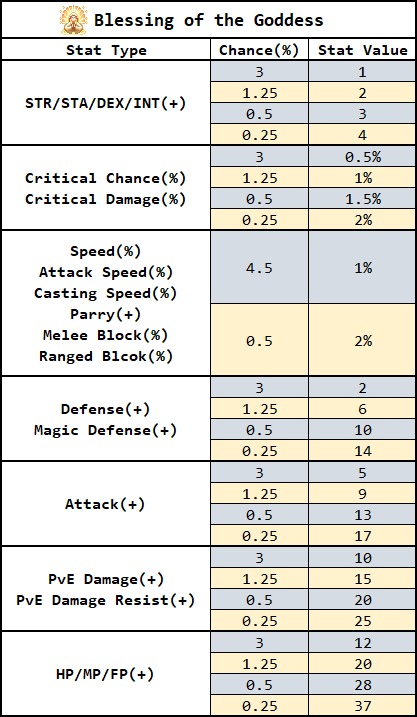 Blessing of the Goddess
Stat Type Chance(%) Stat Value
STR/STA/DEX/INT(+)
3 1
1.25 2
0.5 3
0.25 4
Critical Chance(%)
Critical Damage(%)
3 0.5%
1.25 1%
0.5 1.5%
0.25 2%
Speed(%)
Attack Speed(%)
Casting Speed(%)
Parry(+)
Melee Block(%)
Ranged Blcok(%)
4.5 1%
0.5 2%
Defense(+)
Magic Defense(+)
3 2
1.25 6
0.5 10
0.25 14
Attack(+)
3 5
1.25 9
0.5 13
0.25 17
PvE Damage(+)
PvE Damage Resist(+)
3 10
1.25 15
0.5 20
0.25 25
HP/MP/FP(+)
3 12
1.25 20
0.5 28
0.25 37